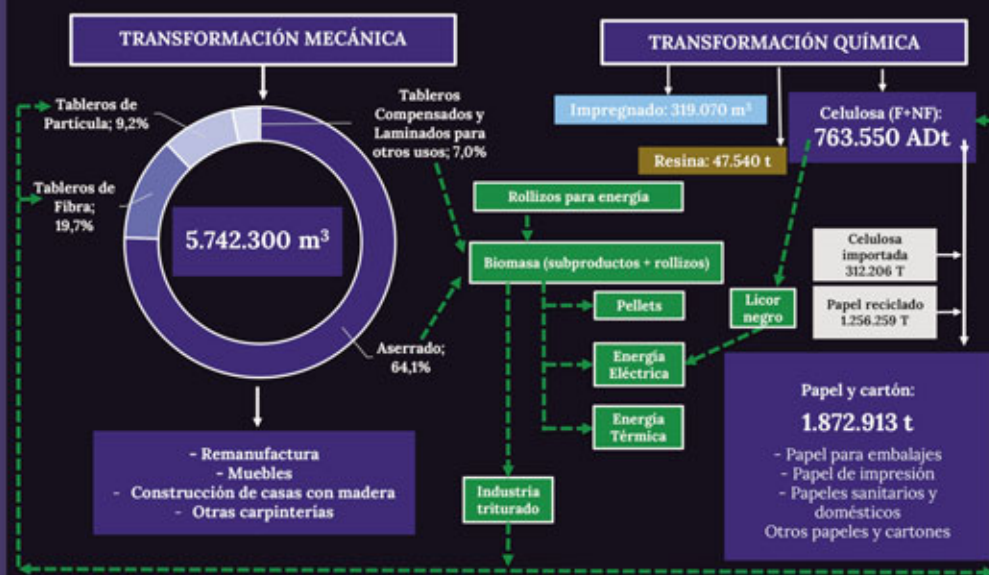 TRANSFORMACIÓN MECÁNICA
Tableros de
Partícula; 9,2%
Tableros
Compensados y
Laminados para
otros usos; 7,0%
Tableros de
Fibra;
19,7%
5.742.300 m³
Aserrado;
64,1%
- Remanufactura
- Muebles
- Construcción de casas con madera
- Otras carpinterías
TRANSFORMACIÓN QUÍMICA
Impregnado: 319.070 m³
Resina: 47.540 t
Celulosa (F+NF):
763.550 ADt
Rollizos para energía
Biomasa (subproductos + rollizos)
Pellets
Energía
Eléctrica
Energía
Térmica
Licor
negro
Industria
triturado
Celulosa
importada
312.206 T
Papel reciclado
1.256.259 T
Papel y cartón:
1.872.913 t
- Papel para embalajes
- Papel de impresión
- Papeles sanitarios y
domésticos
Otros papeles y cartones